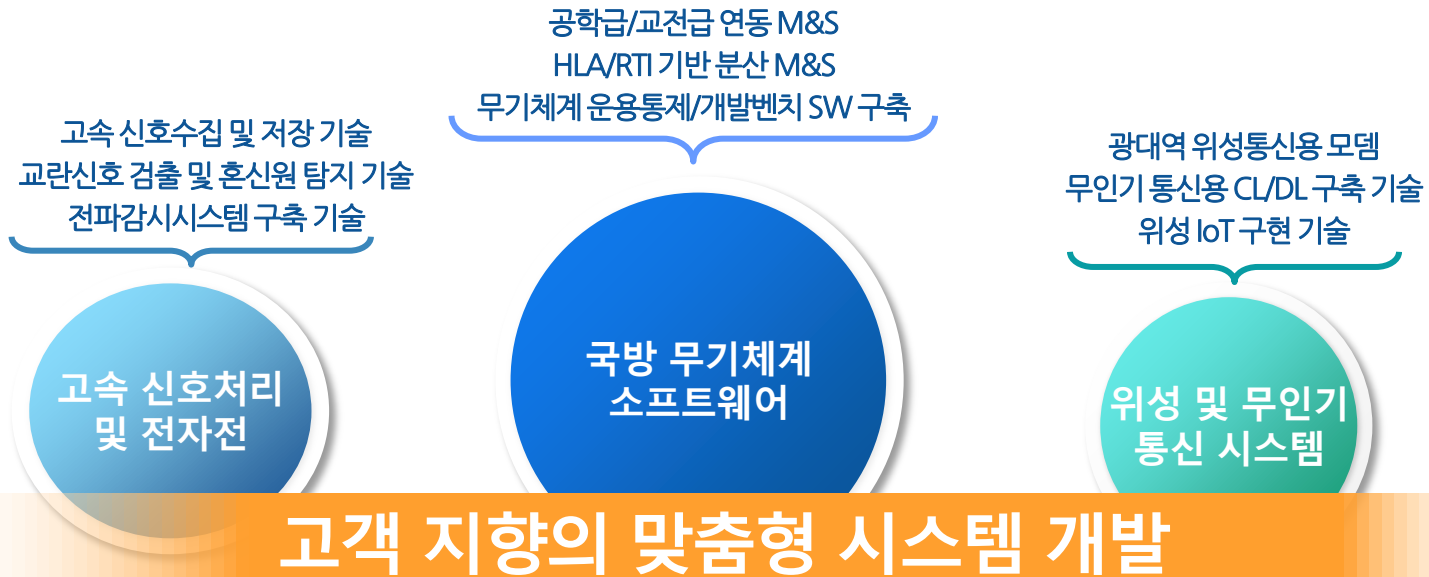 공학급/교전급 연동 M&S
HLA/RTI 기반 분산 M&S
무기체계 운용통제/개발벤치 SW 구축
고속 신호수집 및 저장 기술
교란신호 검출 및 혼신원 탐지 기술
전파감시시스템 구축 기술
광대역 위성통신용 모뎀
무인기 통신용 CL/DL 구축 기술
위성 IoT 구현 기술
고속 신호처리
및 전자전
국방 무기체계
소프트웨어
위성 및 무인기
통신 시스템
고객 지향의 맞춤형 시스템 개발